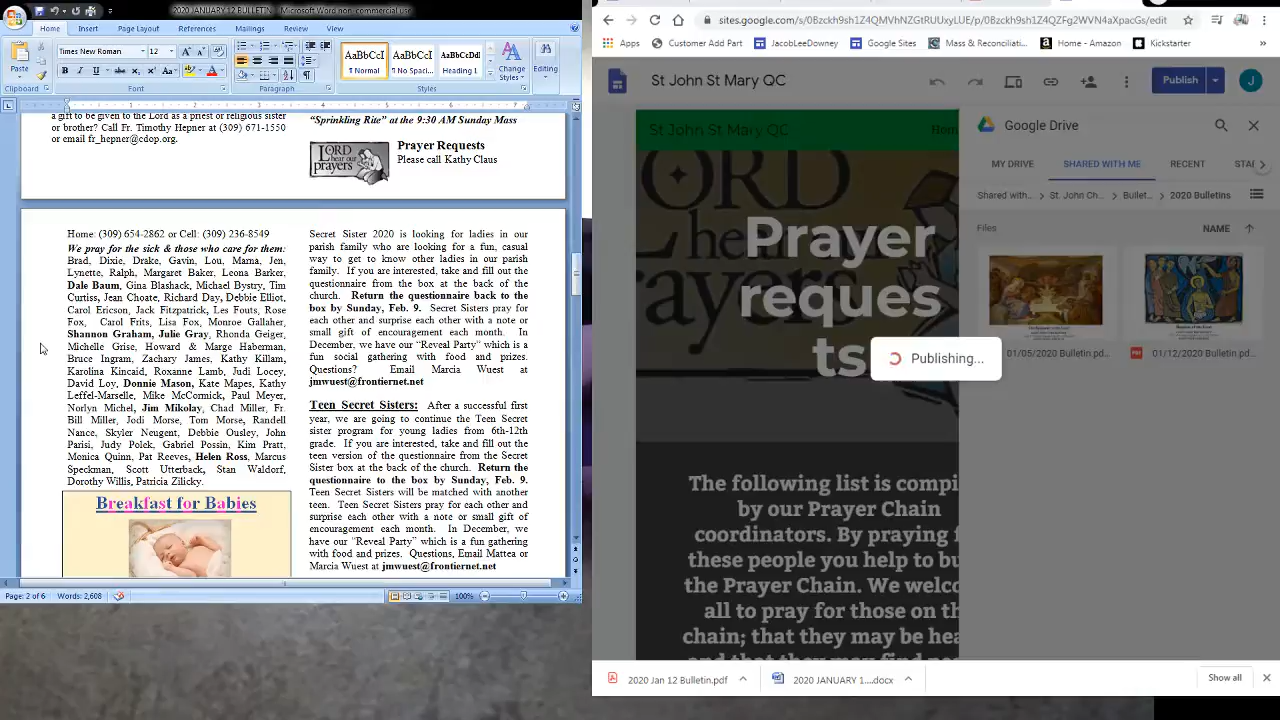 2020 JANUARY 12 BULLETIN - Microsoft Word non-commercial use
Home
Insert
Page Layout
References
Mailings
Review
View
Paste
Clipboard
Times New Roman
12
Font
Paragraph
AaBbCcI
¶ Normal
AaBbCcI
¶ No Spaci...
AaBbCcDd
Heading 1
Change
Styles
Styles
Editing
a gift to be given to the Lord as a priest or religious sister
or brother? Call Fr. Timothy Hepner at (309) 671-1550
or email fr_hepner@cdop.org.
“Sprinkling Rite” at the 9:30 AM Sunday Mass
LORD
hear our
prayers
Prayer Requests
Please call Kathy Claus
Home: (309) 654-2862 or Cell: (309) 236-8549
We pray for the sick & those who care for them:
Brad, Dixie, Drake, Gavin, Lou, Mama, Jen,
Lynette, Ralph, Margaret Baker, Leona Barker,
Dale Baum, Gina Blashack, Michael Bystry, Tim
Curtiss, Jean Choate, Richard Day, Debbie Elliot,
Carol Ericson, Jack Fitzpatrick, Les Fouts, Rose
Fox, Carol Frits, Lisa Fox, Monroe Gallaher,
Shannon Graham, Julie Gray, Rhonda Geiger,
Michelle Grise, Howard & Marge Haberman,
Bruce Ingram, Zachary James, Kathy Killam,
Karolina Kincaid, Roxanne Lamb, Judi Locey,
David Loy, Donnie Mason, Kate Mapes, Kathy
Leffel-Marselle, Mike McCormick, Paul Meyer,
Norlyn Michel, Jim Mikolay, Chad Miller, Fr.
Bill Miller, Jodi Morse, Tom Morse, Randell
Nance, Skyler Neugent, Debbie Ousley, John
Parisi, Judy Polek, Gabriel Possin, Kim Pratt,
Monica Quinn, Pat Reeves, Helen Ross, Marcus
Speckman, Scott Utterback, Stan Waldorf,
Dorothy Willis, Patricia Zilicky.
Breakfast for Babies
Secret Sister 2020 is looking for ladies in our
parish family who are looking for a fun, casual
way to get to know other ladies in our parish
family. If you are interested, take and fill out the
questionnaire from the box at the back of the
church. Return the questionnaire back to the
box by Sunday, Feb. 9. Secret Sisters pray for
each other and surprise each other with a note or
small gift of encouragement each month. In
December, we have our “Reveal Party” which is a
fun social gathering with food and prizes.
Questions? Email Marcia Wuest at
jmwuest@frontiernet.net
Teen Secret Sisters: After a successful first
year, we are going to continue the Teen Secret
sister program for young ladies from 6th-12th
grade. If you are interested, take and fill out the
teen version of the questionnaire from the Secret
Sister box at the back of the church. Return the
questionnaire to the box by Sunday, Feb. 9.
Teen Secret Sisters will be matched with another
teen. Teen Secret Sisters pray for each other and
surprise each other with a note or small gift of
encouragement each month. In December, we
have our “Reveal Party” which is a fun gathering
with food and prizes. Questions, Email Mattea or
Marcia Wuest at jmwuest@frontiernet.net
Page: 2 of 6
Words: 2,608
100%
sites.google.com/s/0Bzckh9sh1Z4QMVhNZGtRUUxyLUE/p/0Bzckh9sh1Z4QZFg2WVN4aXpacGs/edit
Apps
Customer Add Part
JacobLeeDowney
Google Sites
Mass & Reconciliati...
Home - Amazon
Kickstarter
St John St Mary QC
Publish
J
St John St Mary QC
Hom
LORD
hear our
prayers
Prayer
reques
ts
Publishing...
The following list is compi
by our Prayer Chain
coordinators. By praying f
these people you help to bu
the Prayer Chain. We welco
all to pray for those on th
chain; that they may be hea
and that they may find pea
Google Drive
MY DRIVE
SHARED WITH ME
RECENT
STA
Shared with...
St. John Ch...
Bullet...
2020 Bulletins
Files
NAME
01/05/2020 Bulletin.pd...
01/12/2020 Bulletin.pd...
2020 Jan 12 Bulletin.pdf
2020 JANUARY 1....docx
Show all